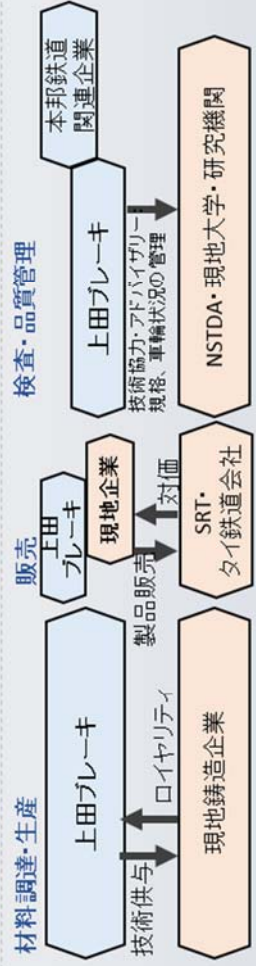 材料調達・生産
上田ブレーキ
技術供与
ロイヤリティ
現地鋳造企業
販売
上田
ブレーキ
現地企業
製品販売
対価
SRT・
タイ鉄道会社
検査・品質管理
上田ブレーキ
本邦鉄道
関連企業
技術協力・アドバイザリー:
規格、車輪状況の管理
NSTDA・現地大学・研究機関